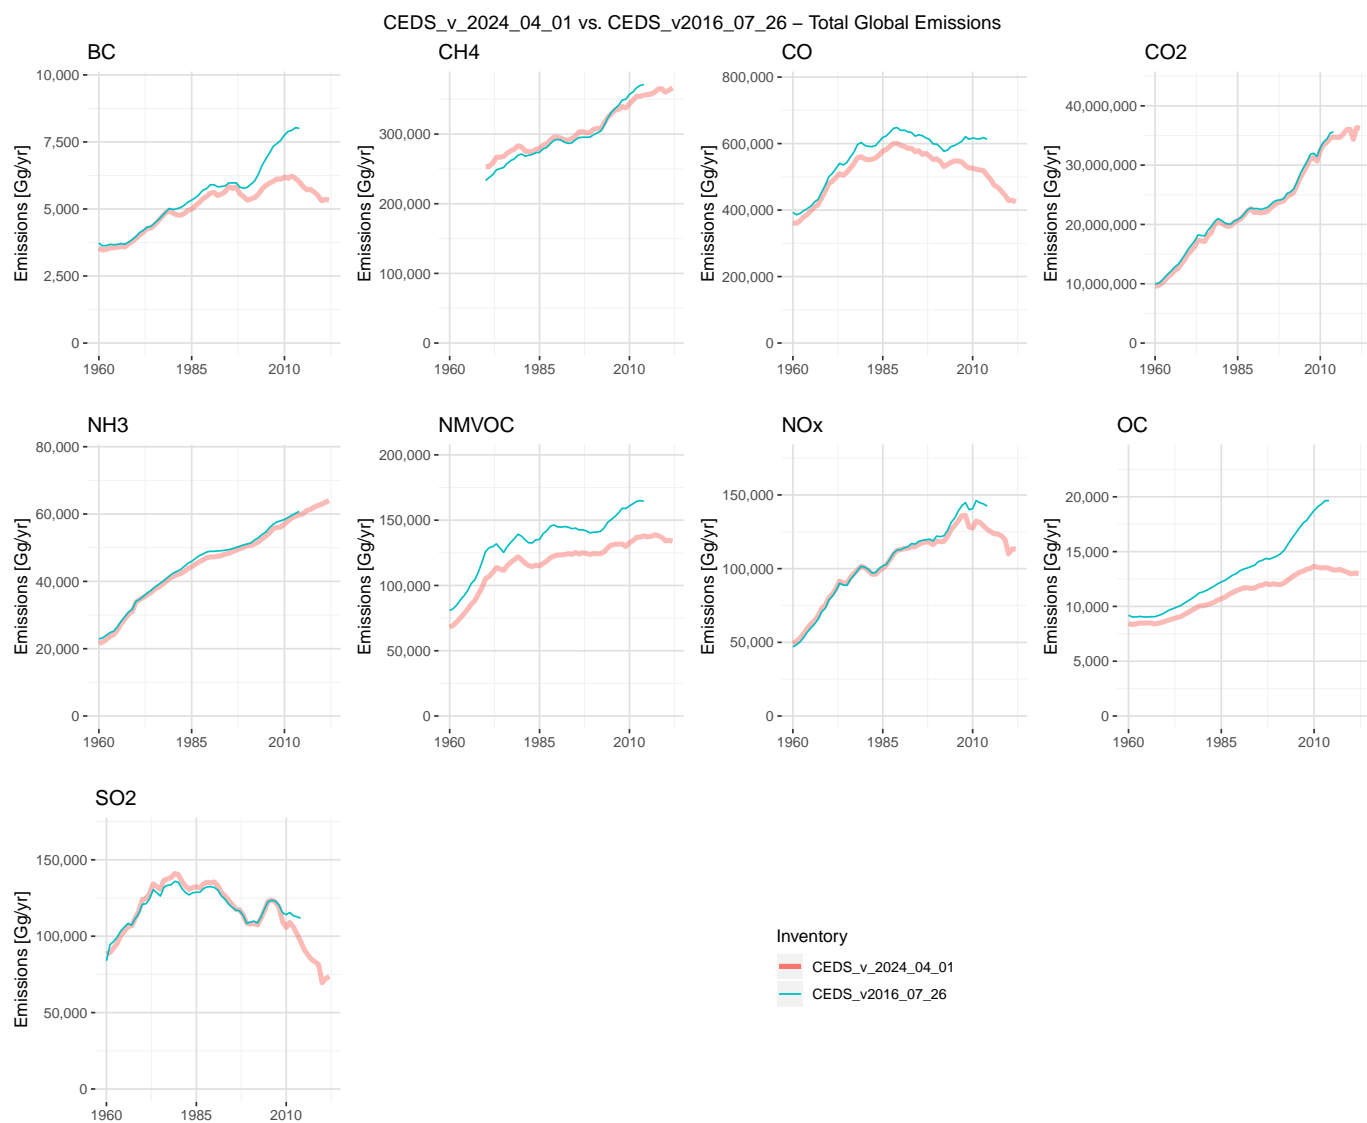 CEDS_v_2024_04_01 vs. CEDS_v2016_07_26 – Total Global Emissions
BC
Emissions [Gg/yr]
10,000
7,500
5,000
2,500
0
1960 1985 2010
CH4
Emissions [Gg/yr]
300,000
200,000
100,000
0
1960 1985 2010
CO
Emissions [Gg/yr]
800,000
600,000
400,000
200,000
0
1960 1985 2010
CO2
Emissions [Gg/yr]
40,000,000
30,000,000
20,000,000
10,000,000
0
1960 1985 2010
NH3
Emissions [Gg/yr]
80,000
60,000
40,000
20,000
0
1960 1985 2010
NMVOC
Emissions [Gg/yr]
200,000
150,000
100,000
50,000
0
1960 1985 2010
NOx
Emissions [Gg/yr]
150,000
100,000
50,000
0
1960 1985 2010
OC
Emissions [Gg/yr]
20,000
15,000
10,000
5,000
0
1960 1985 2010
SO2
Emissions [Gg/yr]
150,000
100,000
50,000
0
1960 1985 2010
Inventory
CEDS_v_2024_04_01
CEDS_v2016_07_26